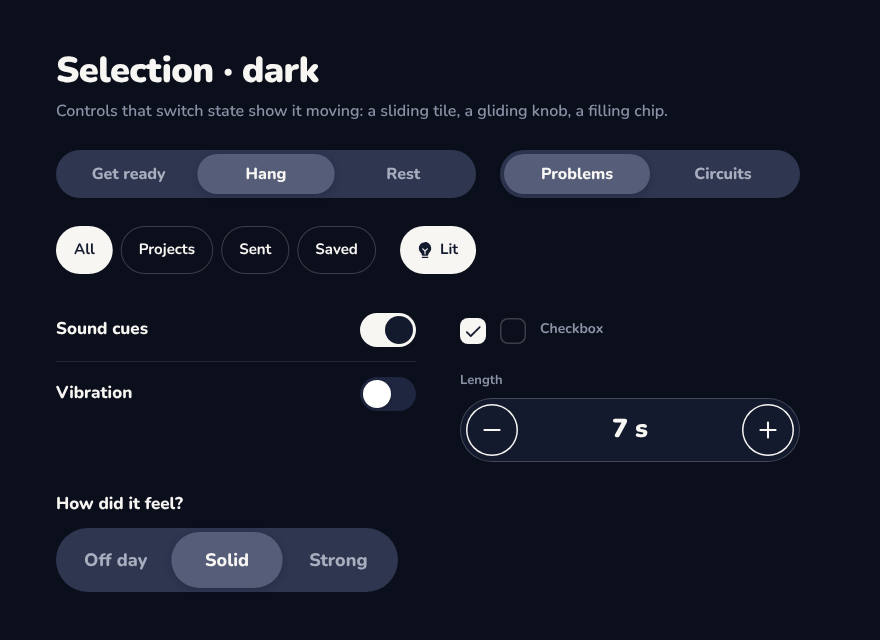 Selection · dark
Controls that switch state show it moving: a sliding tile, a gliding knob, a filling chip.
Get ready Hang Rest Problems Circuits
All Projects Sent Saved Lit
Sound cues Checkbox
Length
Vibration
7 s
How did it feel?
Off day Solid Strong